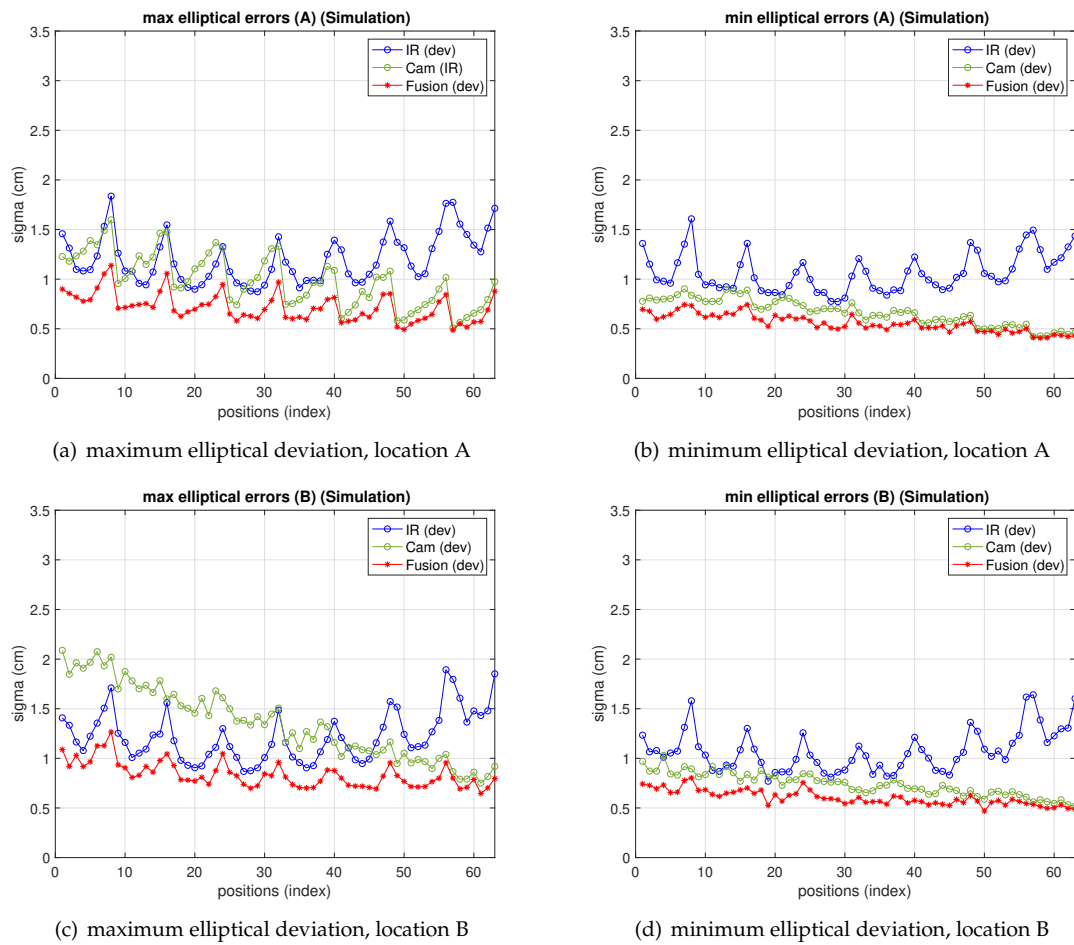 max elliptical errors (A) (Simulation)
3.5
3
2.5
2
1.5
1
0.5
0
sigma (cm)
IR (dev)
Cam (IR)
Fusion (dev)
0 10 20 30 40 50 60
positions (index)
(a) maximum elliptical deviation, location A
min elliptical errors (A) (Simulation)
3.5
3
2.5
2
1.5
1
0.5
0
sigma (cm)
IR (dev)
Cam (dev)
Fusion (dev)
0 10 20 30 40 50 60
positions (index)
(b) minimum elliptical deviation, location A
max elliptical errors (B) (Simulation)
3.5
3
2.5
2
1.5
1
0.5
0
sigma (cm)
IR (dev)
Cam (dev)
Fusion (dev)
0 10 20 30 40 50 60
positions (index)
(c) maximum elliptical deviation, location B
min elliptical errors (B) (Simulation)
3.5
3
2.5
2
1.5
1
0.5
0
sigma (cm)
IR (dev)
Cam (dev)
Fusion (dev)
0 10 20 30 40 50 60
positions (index)
(d) minimum elliptical deviation, location B